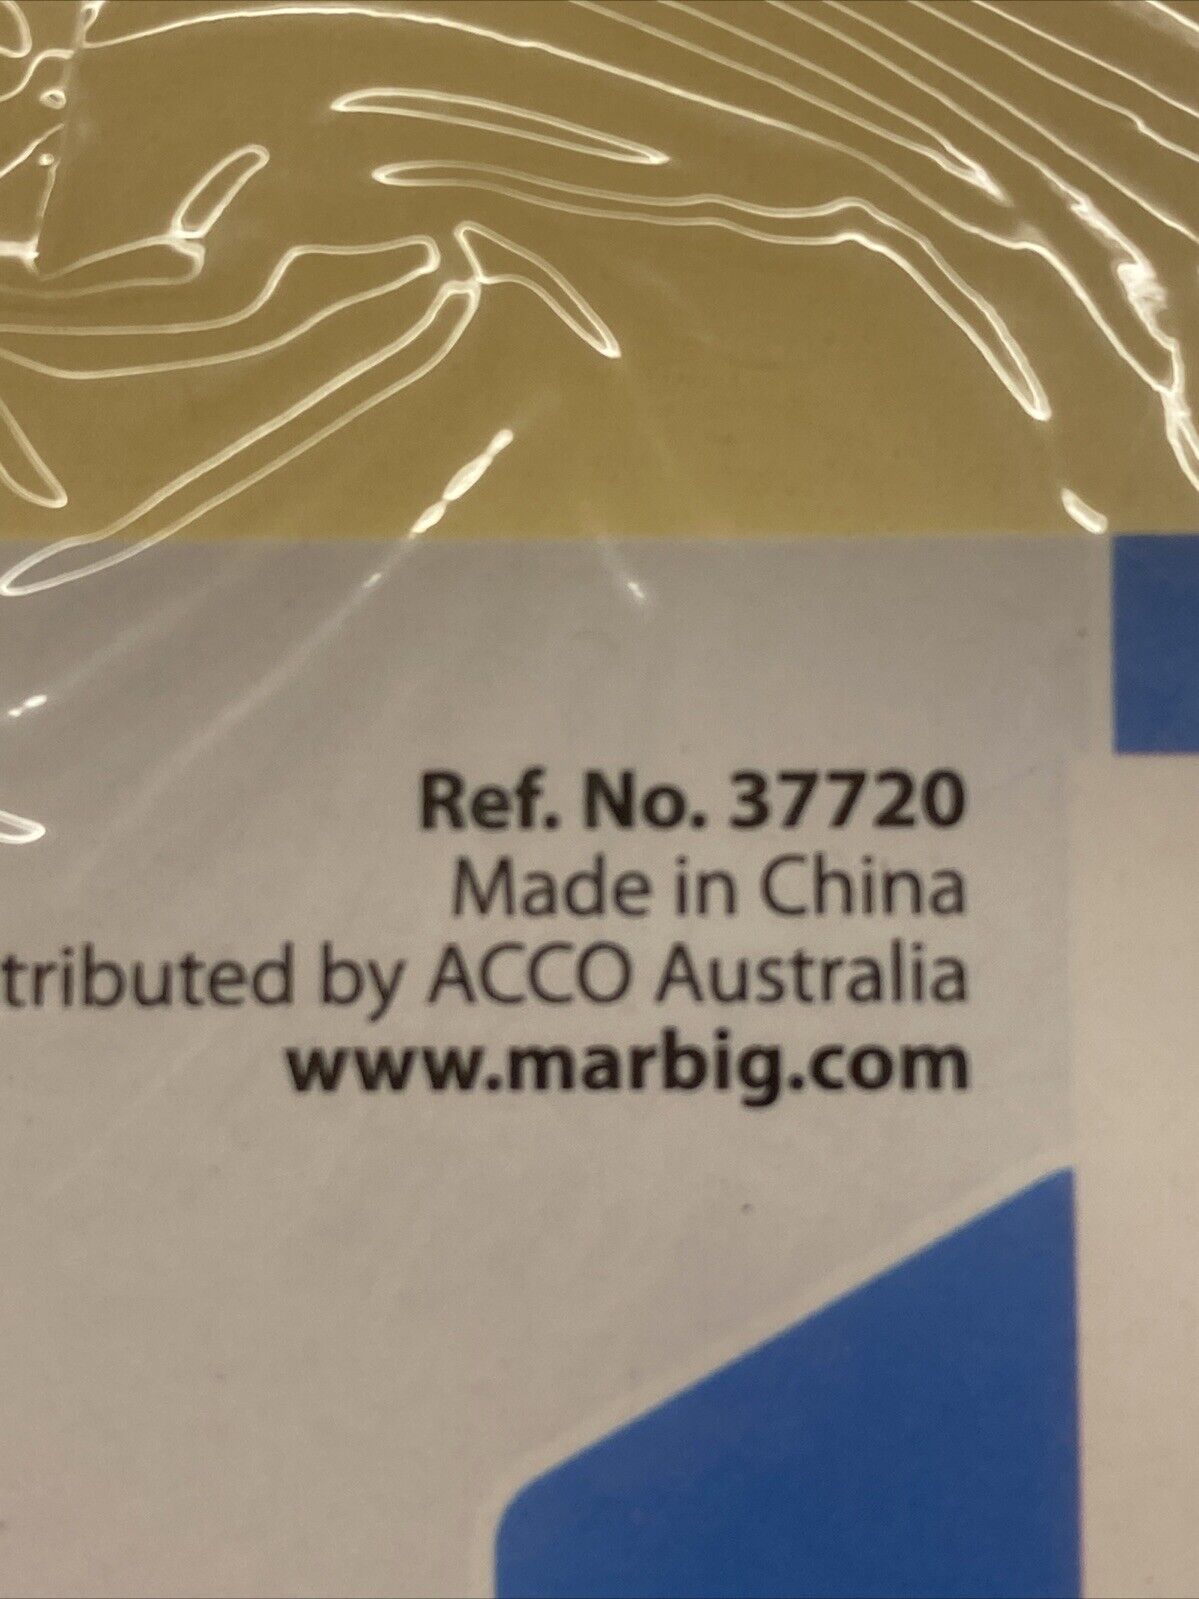 Ref. No. 37720
Made in China
tributed by ACCO Australia
www.marbig.com